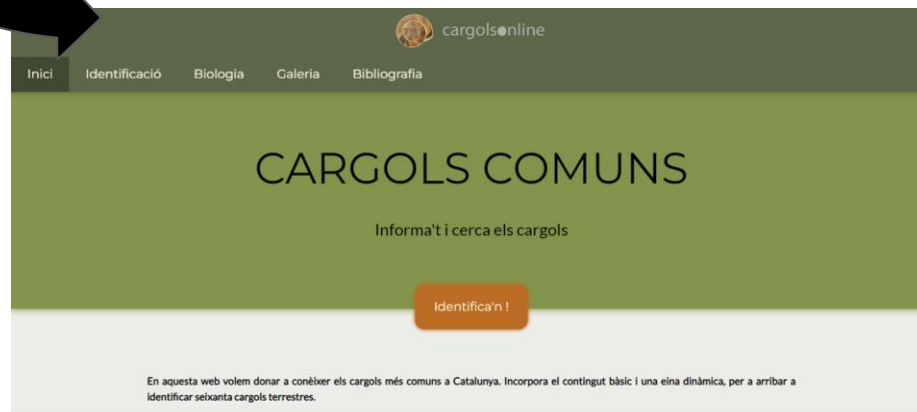 cargolsonline
Inici Identificació Biologia Galeria Bibliografia
CARGOLS COMUNS
Informa't i cerca els cargols
Identifica'n !
En aquesta web volem donar a conèixer els cargols més comuns a Catalunya. Incorpora el contingut bàsic i una eina dinàmica, per a arribar a
identificar seixanta cargols terrestres.